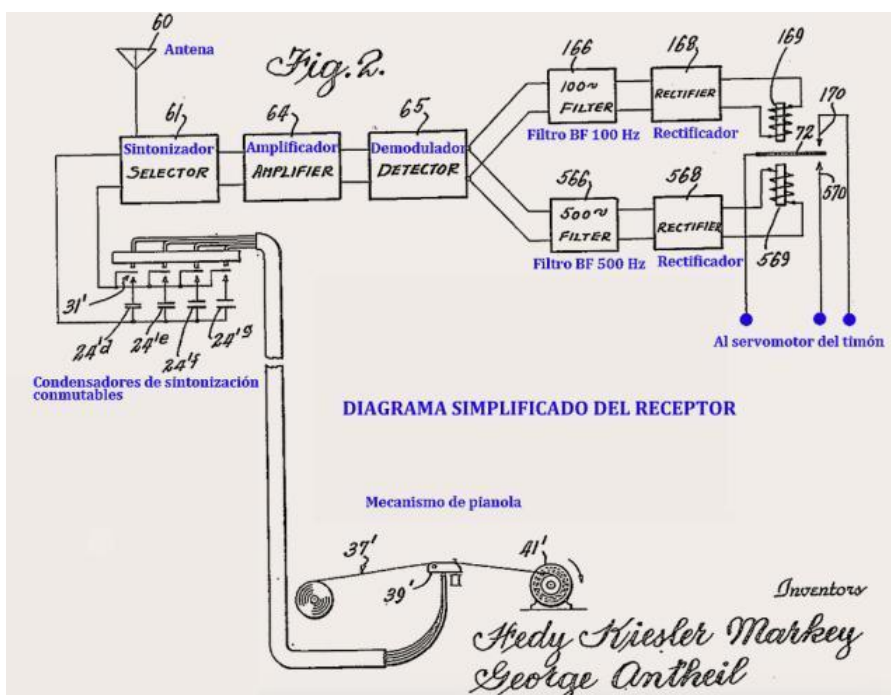 60
Antena
Fig. 2.
61
Sintonizador
SELECTOR
64
Amplificador
AMPLIFIER
65
Demodulador
DETECTOR
166
100~
FILTER
Filtro BF 100 Hz
168
RECTIFIER
Rectificador
169
170
72
566
500~
FILTER
Filtro BF 500 Hz
568
RECTIFIER
Rectificador
569
570
Al servomotor del timón
31'
24'd
24'e
24'f
24'g
Condensadores de sintonización
conmutables
DIAGRAMA SIMPLIFICADO DEL RECEPTOR
Mecanismo de pianola
37'
39'
41'
Inventors
Hedy Kiesler Markey
George Antheil